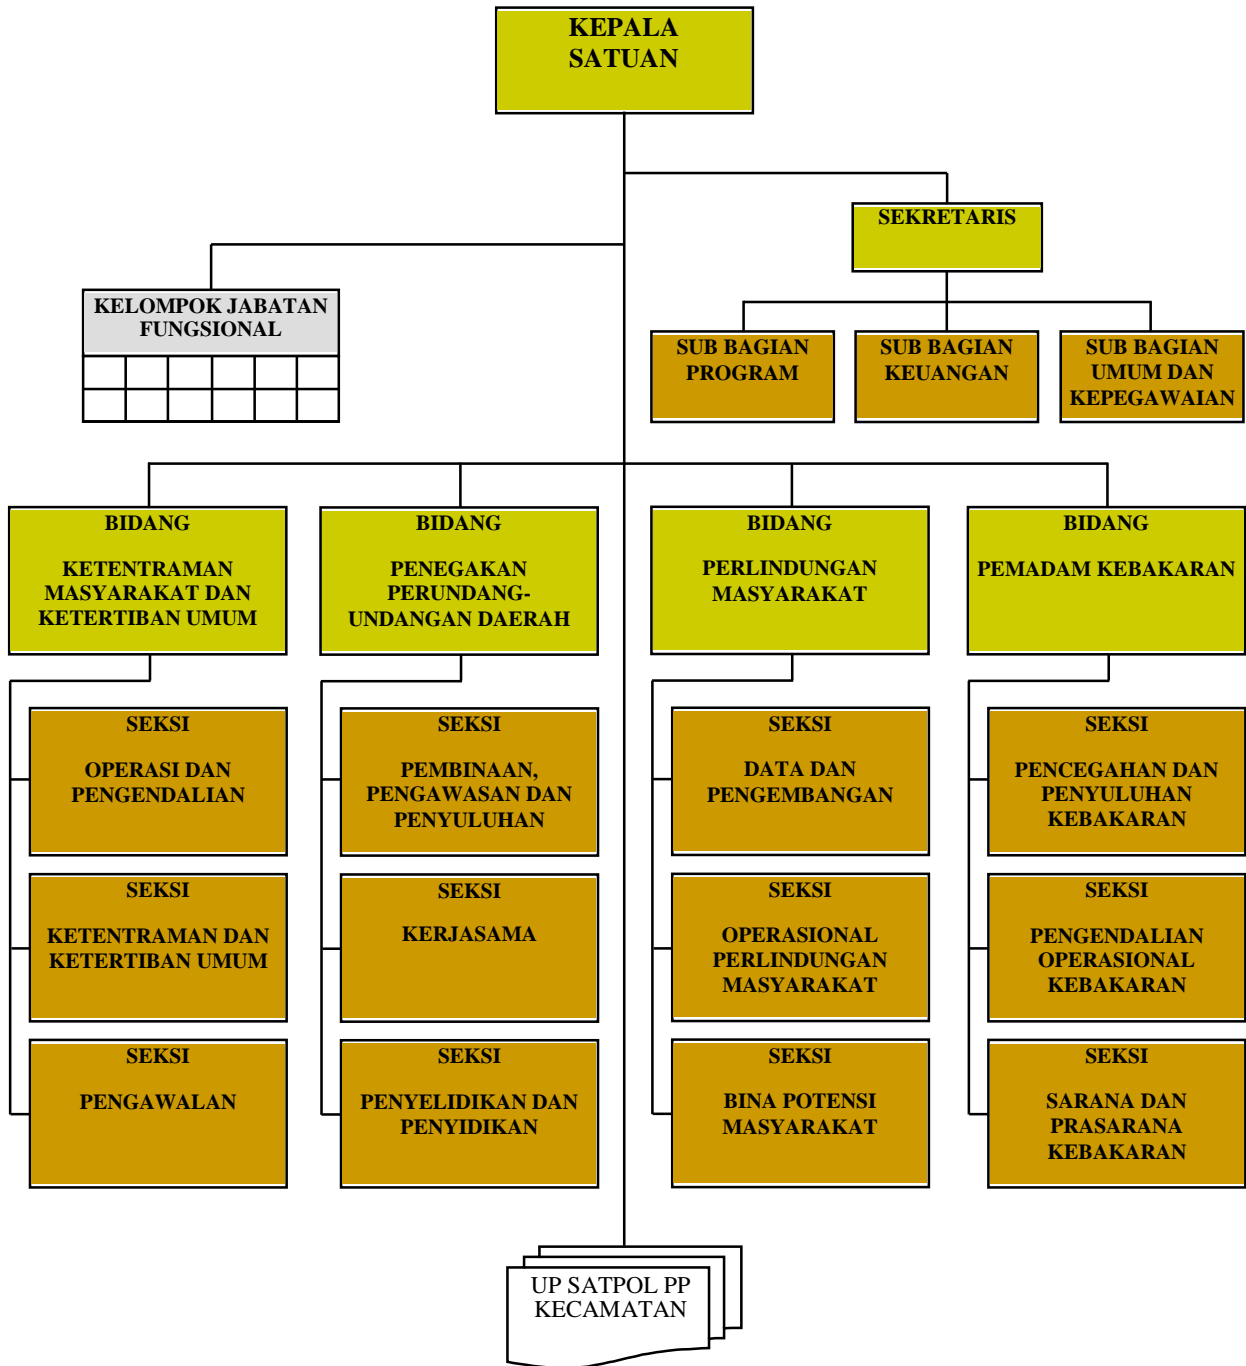 KEPALA
SATUAN
SEKRETARIS
KELOMPOK JABATAN
FUNGSIONAL
SUB BAGIAN
PROGRAM
SUB BAGIAN
KEUANGAN
SUB BAGIAN
UMUM DAN
KEPEGAWAIAN
BIDANG
KETENTRAMAN
MASYARAKAT DAN
KETERTIBAN UMUM
BIDANG
PENEGAKAN
PERUNDANG-
UNDANGAN DAERAH
BIDANG
PERLINDUNGAN
MASYARAKAT
BIDANG
PEMADAM KEBAKARAN
SEKSI
OPERASI DAN
PENGENDALIAN
SEKSI
PEMBINAAN,
PENGAWASAN DAN
PENYULUHAN
SEKSI
DATA DAN
PENGEMBANGAN
SEKSI
PENCEGAHAN DAN
PENYULUHAN
KEBAKARAN
SEKSI
KETENTRAMAN DAN
KETERTIBAN UMUM
SEKSI
KERJASAMA
SEKSI
OPERASIONAL
PERLINDUNGAN
MASYARAKAT
SEKSI
PENGENDALIAN
OPERASIONAL
KEBAKARAN
SEKSI
PENGAWALAN
SEKSI
PENYELIDIKAN DAN
PENYIDIKAN
SEKSI
BINA POTENSI
MASYARAKAT
SEKSI
SARANA DAN
PRASARANA
KEBAKARAN
UP SATPOL PP
KECAMATAN